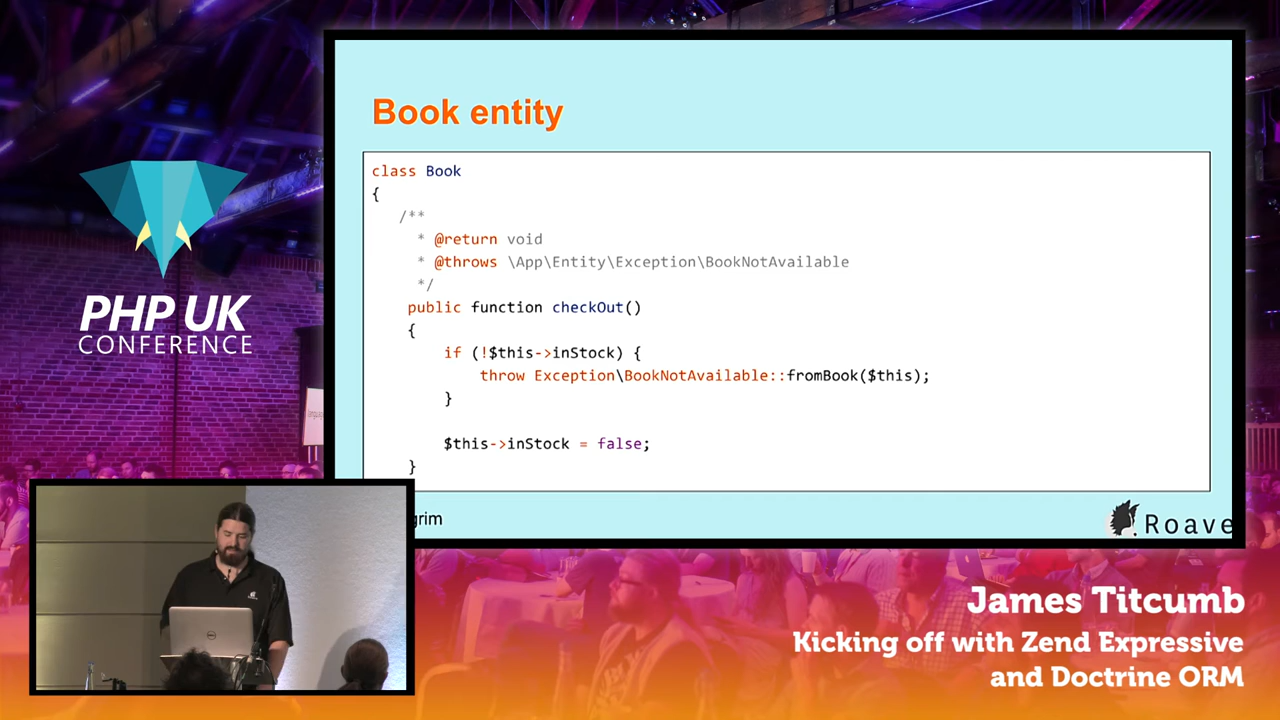 PHP UK
CONFERENCE
Book entity
class Book
{
/**
* @return void
* @throws \App\Entity\Exception\BookNotAvailable
*/
public function checkOut()
{
if (!$this->inStock) {
throw Exception\BookNotAvailable::fromBook($this);
}
$this->inStock = false;
}
grim
Roave
James Titcumb
Kicking off with Zend Expressive
and Doctrine ORM